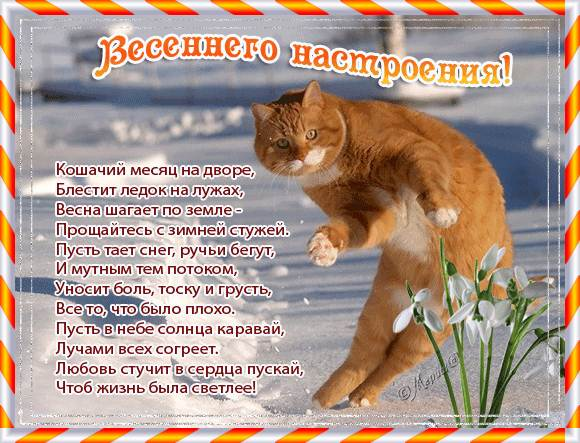 Весеннего настроения!
Кошачий месяц на дворе,
Блестит ледок на лужах,
Весна шагает по земле -
Прощайтесь с зимней стужей.
Пусть тает снег, ручьи бегут,
И мутным тем потоком,
Уносит боль, тоску и грусть,
Все то, что было плохо.
Пусть в небе солнца каравай,
Лучами всех согреет.
Любовь стучит в сердца пускай,
Чтоб жизнь была светлее!